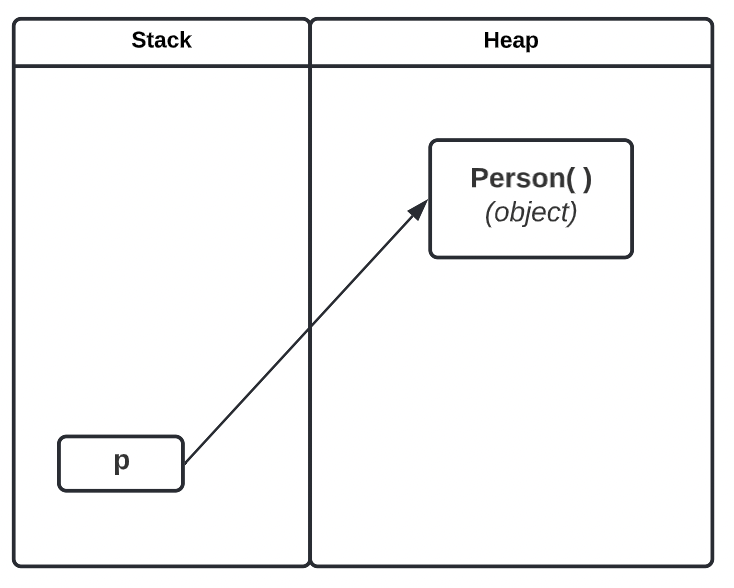 Stack
Heap
Person( )
(object)
p